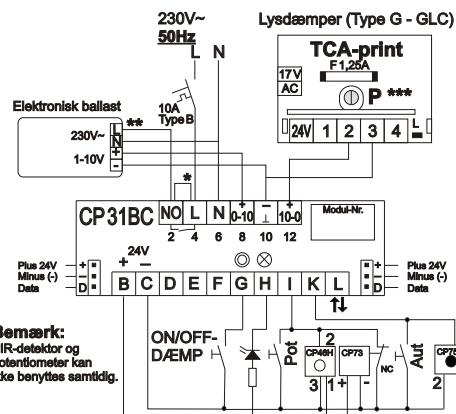 230V~
50Hz
L N
10A
Type B
Lysdæmper (Type G - GLC)
TCA-print
F 1,25A
17V
AC
P ***
24V 1 2 3 4 L
Elektronisk ballast
230V~
1-10V
L
N
+
-
**
*
CP31BC
NO L N + 0-10 - ⊥ + 10-0
2 4 6 8 10 12
Modul-Nr.
24V
+ -
Plus 24V
Minus (-)
Data
+
-
D
B C D E F G H I K L
+
-
D
Plus 24V
Minus (-)
Data
Bemærk:
IR-detektor og
otentiometer kan
ke benyttes samtidig.
ON/OFF-
DÆMP
Pot
2
CP46H
3 1 + -
CP73
NC
Aut
CP75
2